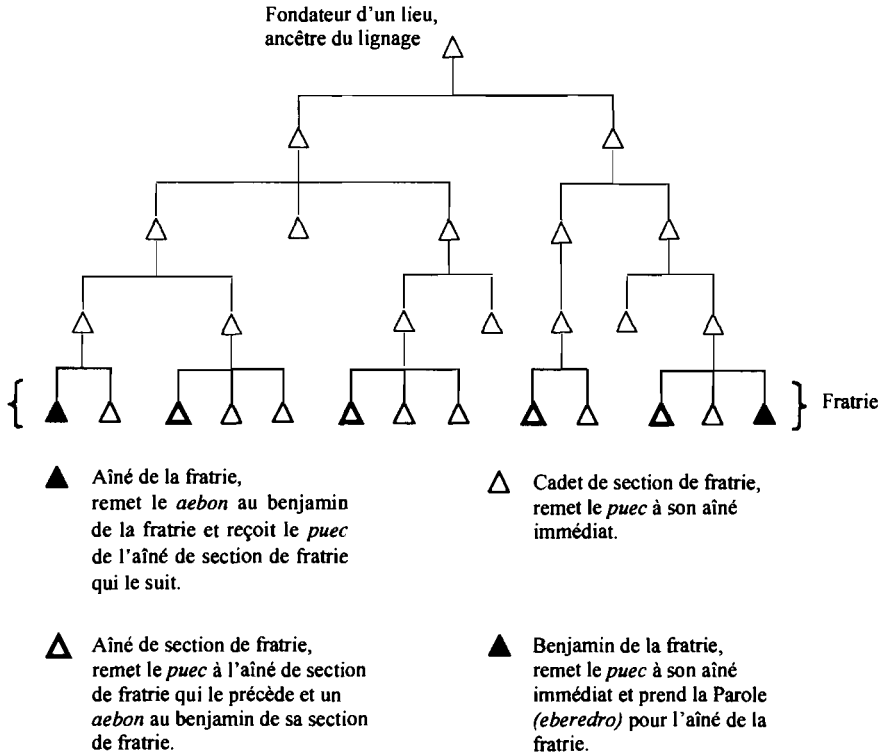 Fondateur d'un lieu,
ancêtre du lignage
Fratrie
Aîné de la fratrie,
remet le aebon au benjamin
de la fratrie et reçoit le puec
de l'aîné de section de fratrie
qui le suit.
Cadet de section de fratrie,
remet le puec à son aîné
immédiat.
Aîné de section de fratrie,
remet le puec à l'aîné de section
de fratrie qui le précède et un
aebon au benjamin de sa section
de fratrie.
Benjamin de la fratrie,
remet le puec à son aîné
immédiat et prend la Parole
(eberedro) pour l'aîné de la
fratrie.